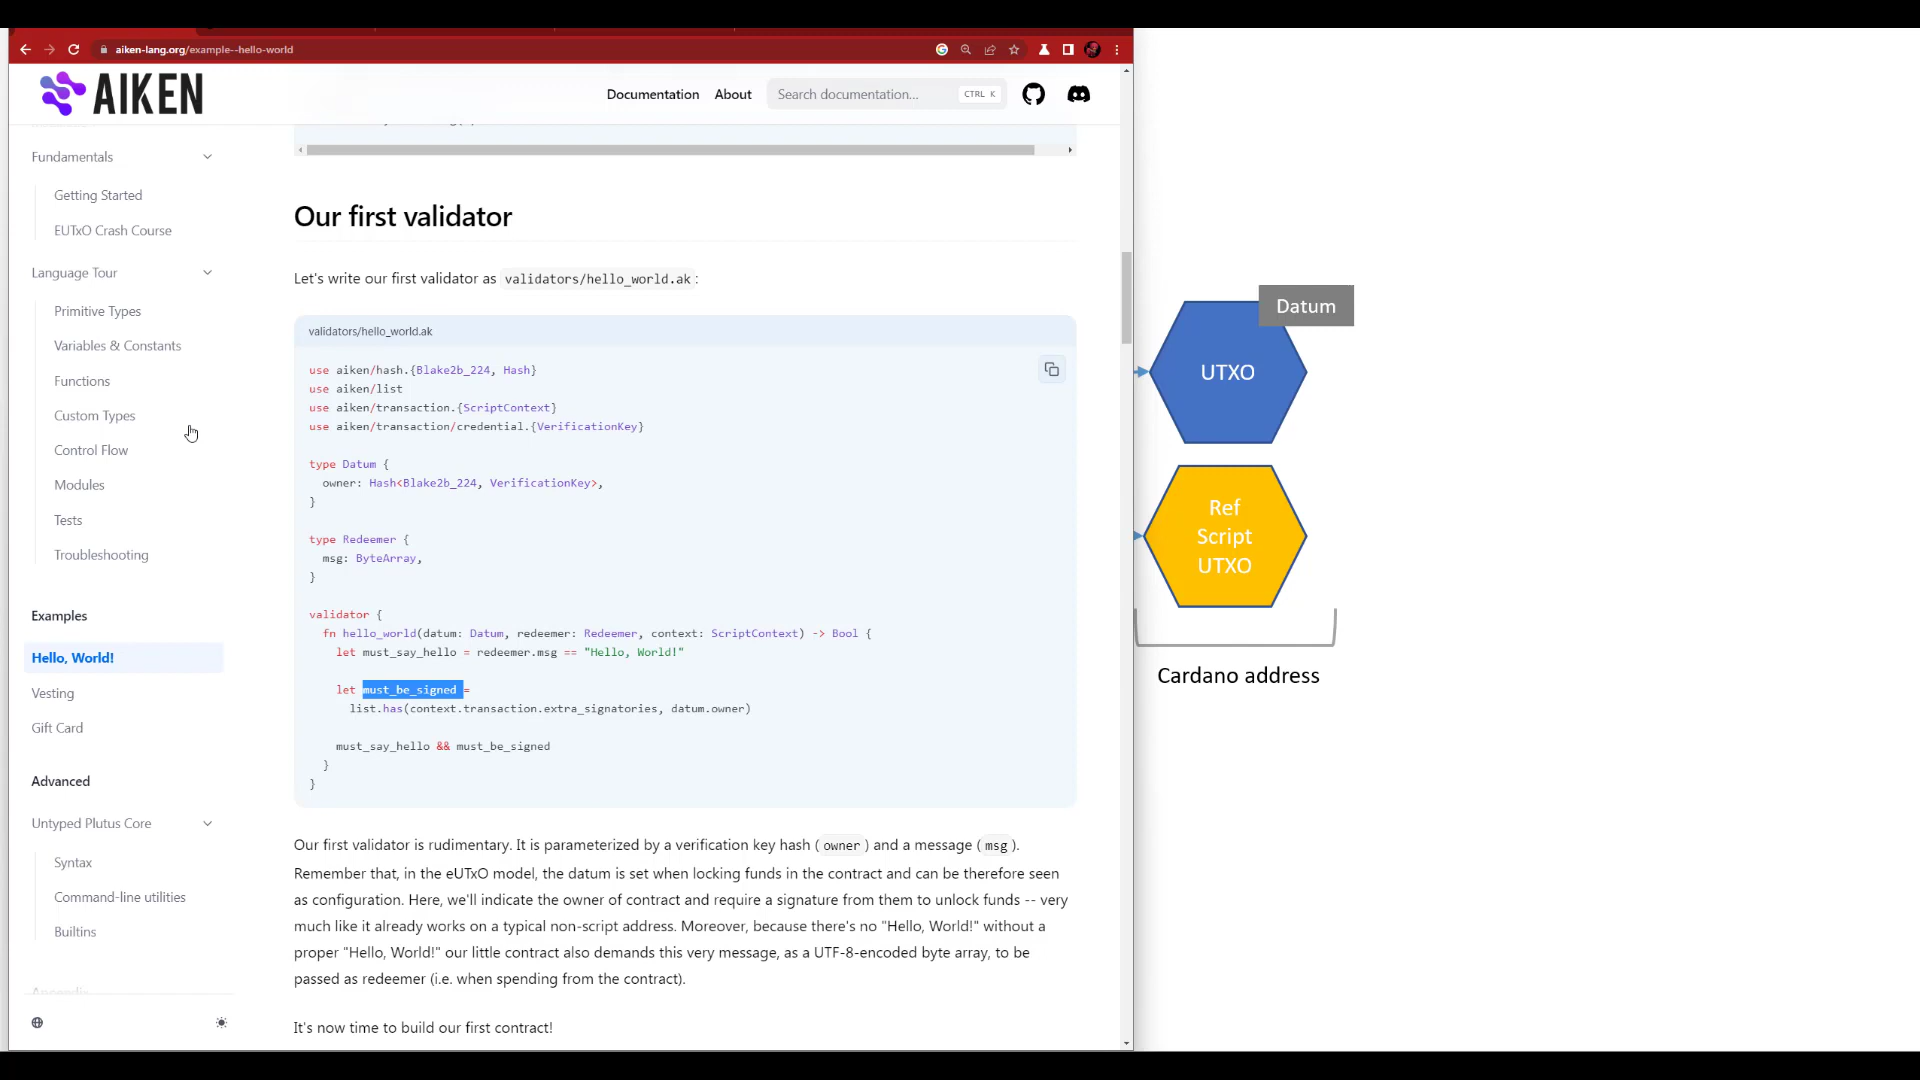 aiken-lang.org/example--hello-world
AIKEN
Documentation
About
Search documentation...
CTRL K
Fundamentals
Getting Started
EUTxO Crash Course
Language Tour
Primitive Types
Variables & Constants
Functions
Custom Types
Control Flow
Modules
Tests
Troubleshooting
Examples
Hello, World!
Vesting
Gift Card
Advanced
Untyped Plutus Core
Syntax
Command-line utilities
Builtins
Appendix
Our first validator
Let's write our first validator as validators/hello_world.ak:
validators/hello_world.ak
use aiken/hash.{Blake2b_224, Hash}
use aiken/list
use aiken/transaction.{ScriptContext}
use aiken/transaction/credential.{VerificationKey}
type Datum {
owner: Hash<Blake2b_224, VerificationKey>,
}
type Redeemer {
msg: ByteArray,
}
validator {
fn hello_world(datum: Datum, redeemer: Redeemer, context: ScriptContext) -> Bool {
let must_say_hello = redeemer.msg == "Hello, World!"
let must_be_signed =
list.has(context.transaction.extra_signatories, datum.owner)
must_say_hello && must_be_signed
}
}
Our first validator is rudimentary. It is parameterized by a verification key hash (owner) and a message (msg).
Remember that, in the eUTxO model, the datum is set when locking funds in the contract and can be therefore seen
as configuration. Here, we'll indicate the owner of contract and require a signature from them to unlock funds -- very
much like it already works on a typical non-script address. Moreover, because there's no "Hello, World!" without a
proper "Hello, World!" our little contract also demands this very message, as a UTF-8-encoded byte array, to be
passed as redeemer (i.e. when spending from the contract).
It's now time to build our first contract!
Datum
UTXO
Ref
Script
UTXO
Cardano address